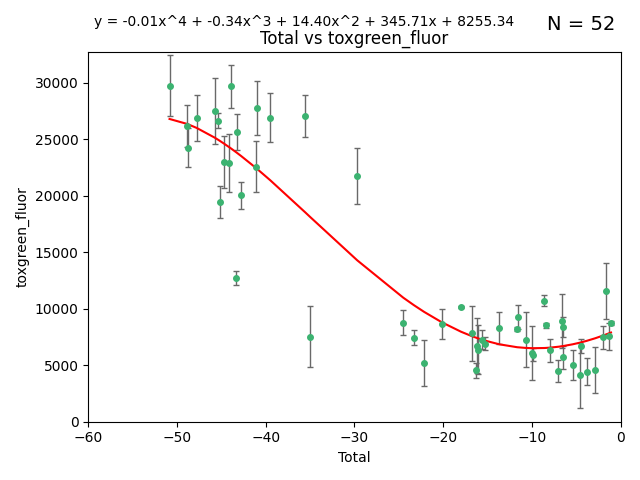 y = -0.01x^4 + -0.34x^3 + 14.40x^2 + 345.71x + 8255.34
N = 52
Total vs toxgreen_fluor
30000
25000
20000
15000
10000
5000
0
toxgreen_fluor
−60 −50 −40 −30 −20 −10 0
Total